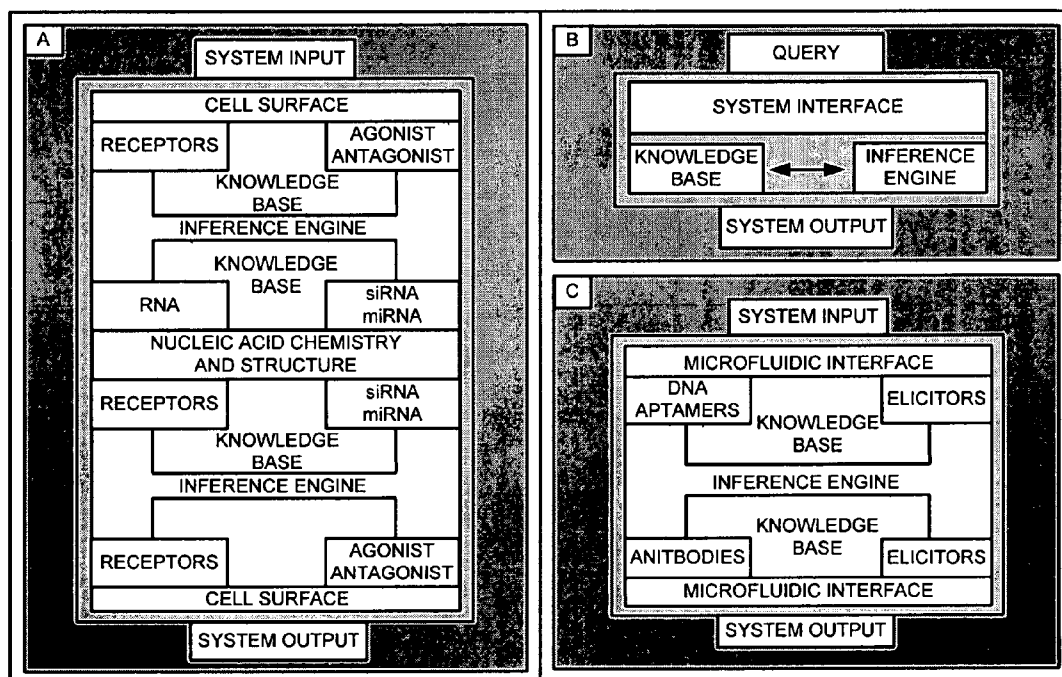 A
SYSTEM INPUT
CELL SURFACE
RECEPTORS
AGONIST
ANTAGONIST
KNOWLEDGE
BASE
INFERENCE ENGINE
KNOWLEDGE
BASE
RNA
siRNA
miRNA
NUCLEIC ACID CHEMISTRY
AND STRUCTURE
RECEPTORS
siRNA
miRNA
KNOWLEDGE
BASE
INFERENCE ENGINE
RECEPTORS
AGONIST
ANTAGONIST
CELL SURFACE
SYSTEM OUTPUT
B
QUERY
SYSTEM INTERFACE
KNOWLEDGE
BASE
INFERENCE
ENGINE
SYSTEM OUTPUT
C
SYSTEM INPUT
MICROFLUIDIC INTERFACE
DNA
APTAMERS
ELICITORS
KNOWLEDGE
BASE
INFERENCE ENGINE
KNOWLEDGE
BASE
ANITBODIES
ELICITORS
MICROFLUIDIC INTERFACE
SYSTEM OUTPUT